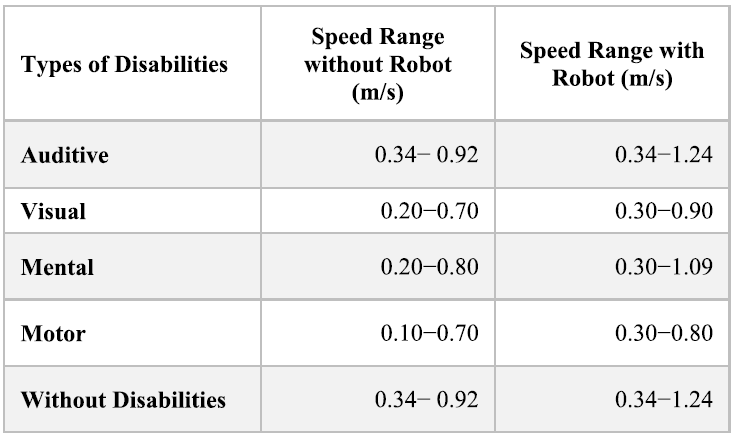 Types of Disabilities
Speed Range
without Robot
(m/s)
Speed Range with
Robot (m/s)
Auditive 0.34− 0.92 0.34−1.24
Visual 0.20−0.70 0.30−0.90
Mental 0.20−0.80 0.30−1.09
Motor 0.10−0.70 0.30−0.80
Without Disabilities 0.34− 0.92 0.34−1.24